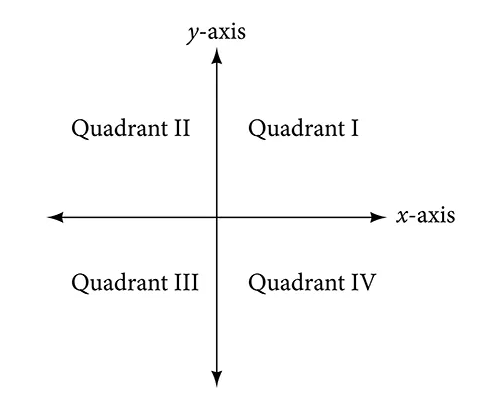 y-axis
Quadrant II
Quadrant I
x-axis
Quadrant III
Quadrant IV